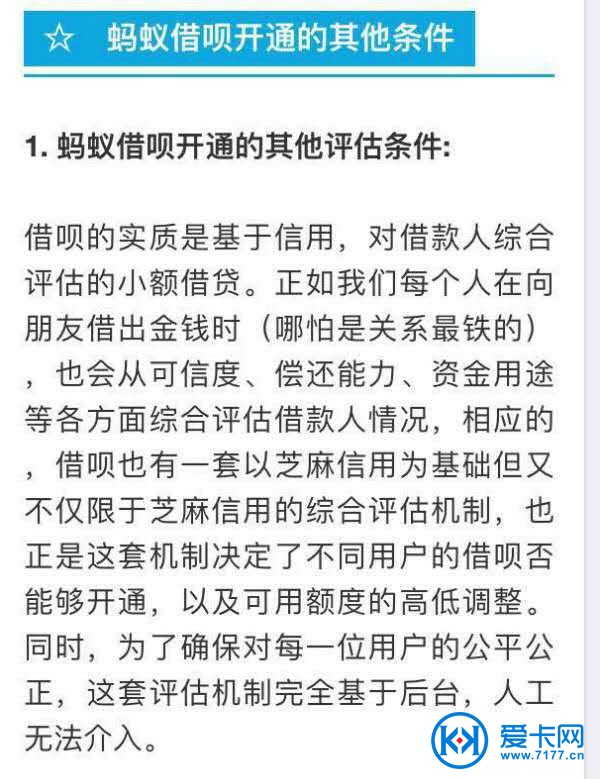 ☆ 蚂蚁借呗开通的其他条件
1. 蚂蚁借呗开通的其他评估条件:
借呗的实质是基于信用，对借款人综合
评估的小额借贷。正如我们每个人在向
朋友借出金钱时（哪怕是关系最铁的）
，也会从可信度、偿还能力、资金用途
等各方面综合评估借款人情况，相应的
，借呗也有一套以芝麻信用为基础但又
不仅限于芝麻信用的综合评估机制，也
正是这套机制决定了不同用户的借呗否
能够开通，以及可用额度的高低调整。
同时，为了确保对每一位用户的公平公
正，这套评估机制完全基于后台，人工
无法介入。
爱卡网
www.7177.cn